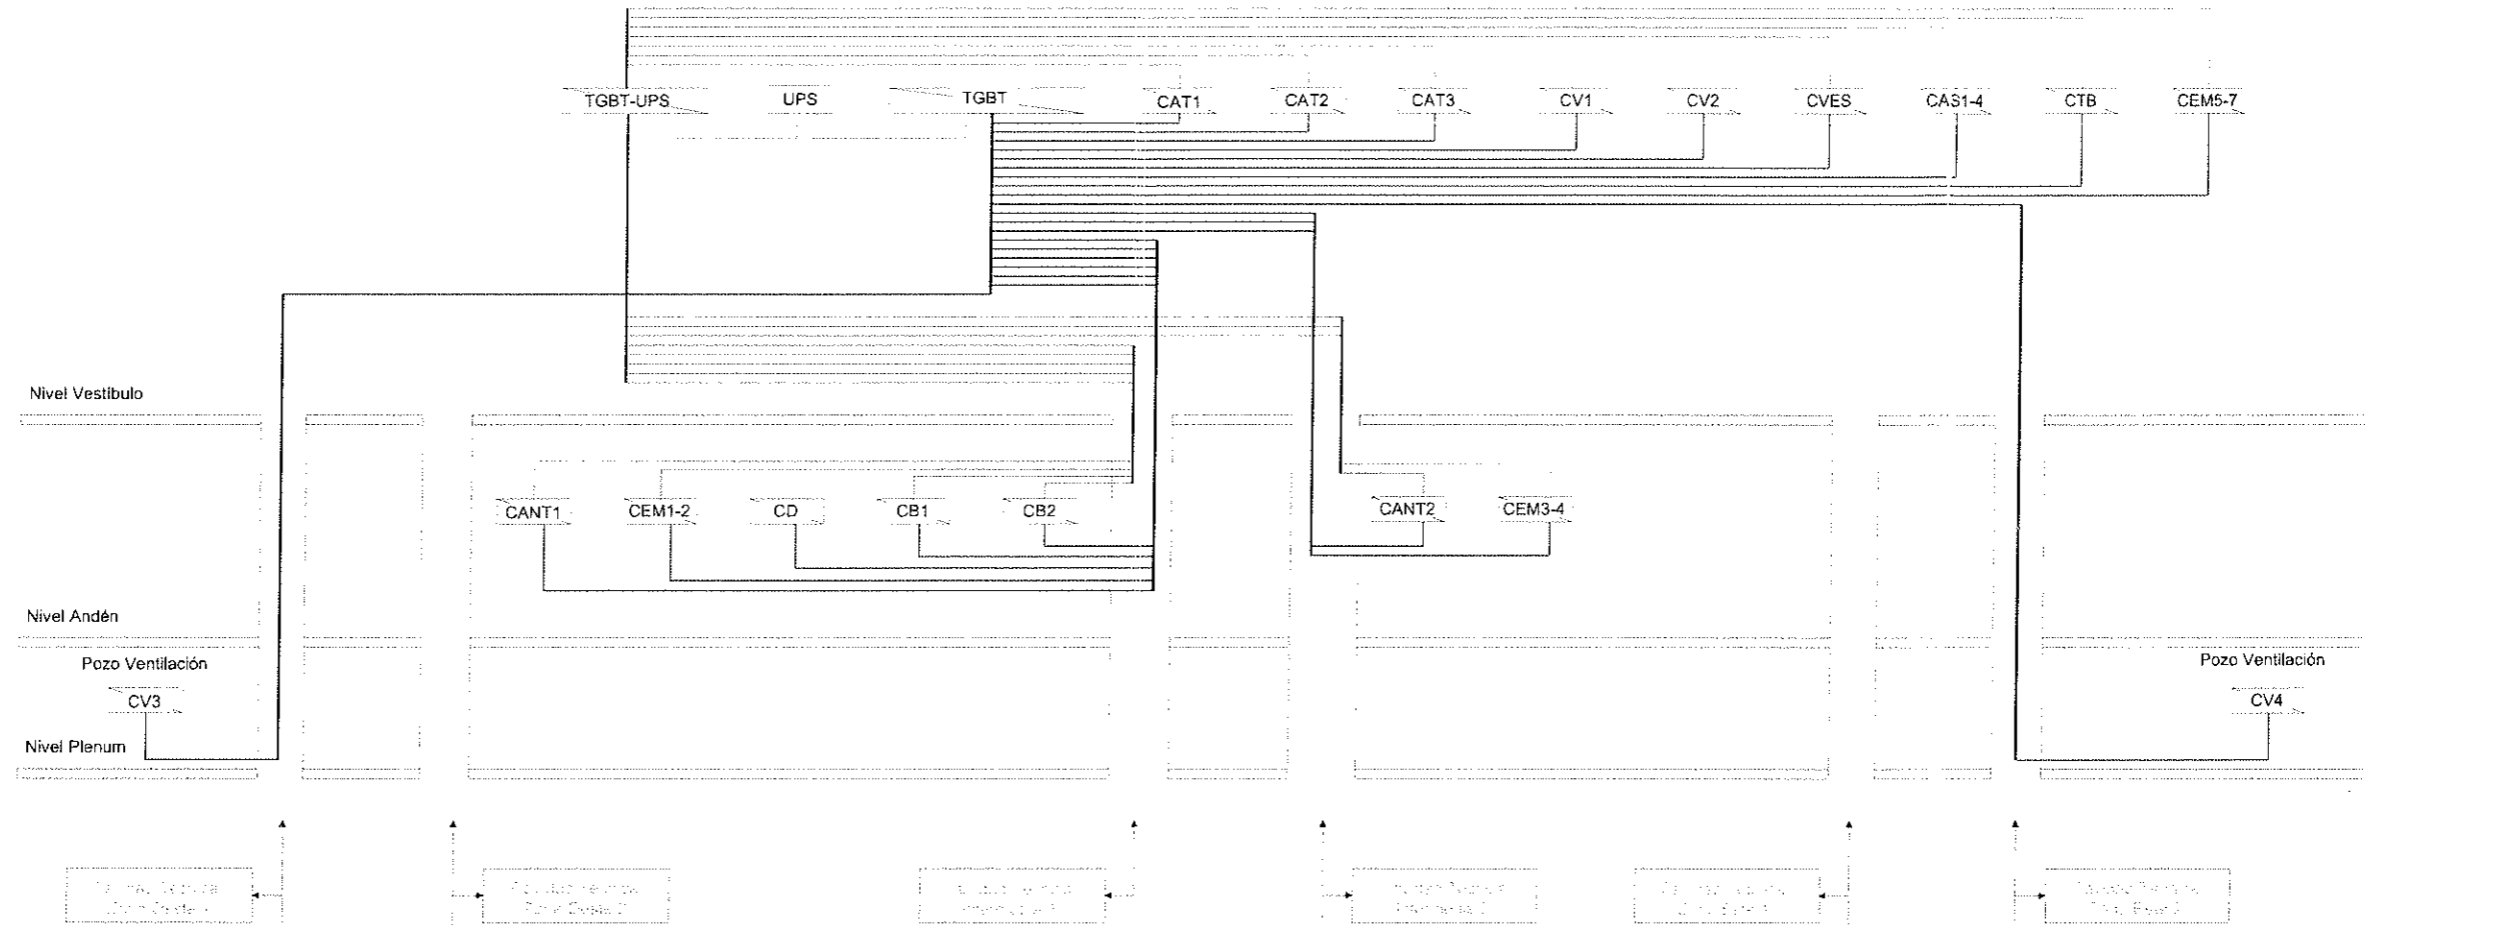 TGBT-UPS
UPS
TGBT
CAT1
CAT2
CAT3
CV1
CV2
CVES
CAS1-4
CTB
CEM5-7
Nivel Vestíbulo
CANT1
CEM1-2
CD
CB1
CB2
CANT2
CEM3-4
Nivel Andén
Pozo Ventilación
Pozo Ventilación
CV3
CV4
Nivel Plenum